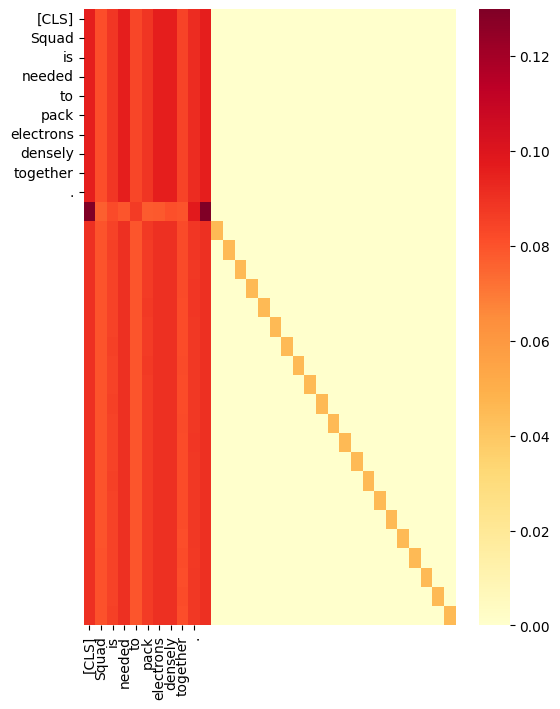 [CLS]
Squad
is
needed
to
pack
electrons
densely
together
.
0.12
0.10
0.08
0.06
0.04
0.02
0.00
[CLS]
Squad
is
needed
to
pack
electrons
densely
together
.